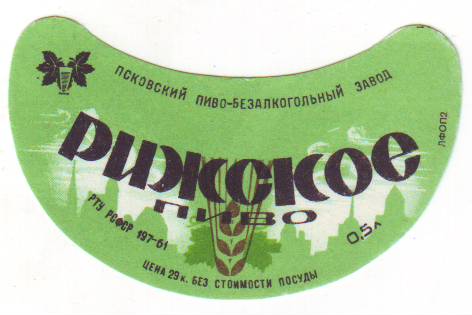 ПСКОВСКИЙ ПИВО-БЕЗАЛКОГОЛЬНЫЙ ЗАВОД
РИЖСКОЕ
ПИВО
РТУ РСФСР 197-61
0,5л
ЦЕНА 29к. БЕЗ СТОИМОСТИ ПОСУДЫ
ЛФОП2